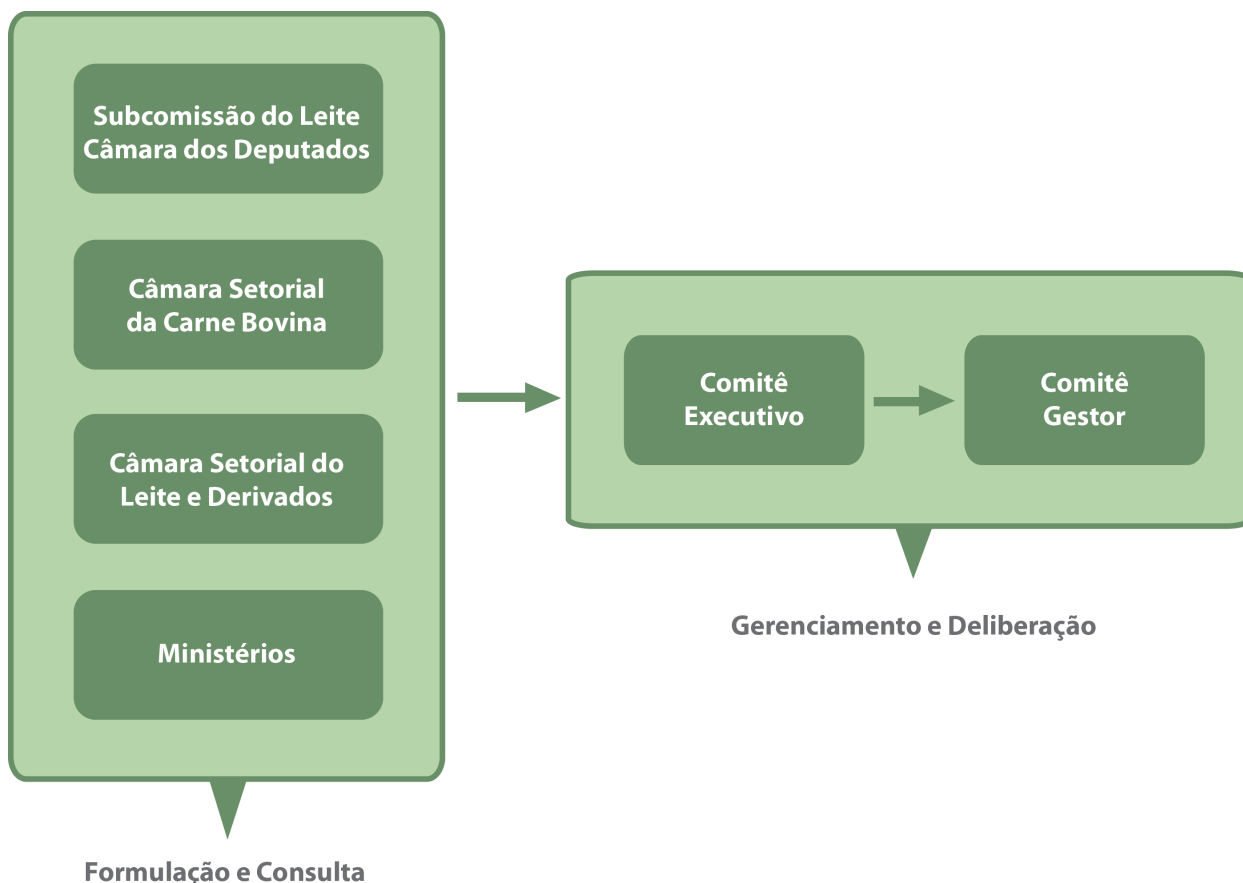 Subcomissão do Leite
Câmara dos Deputados
Câmara Setorial
da Carne Bovina
Câmara Setorial do
Leite e Derivados
Ministérios
Formulação e Consulta
Comitê
Executivo
Comitê
Gestor
Gerenciamento e Deliberação